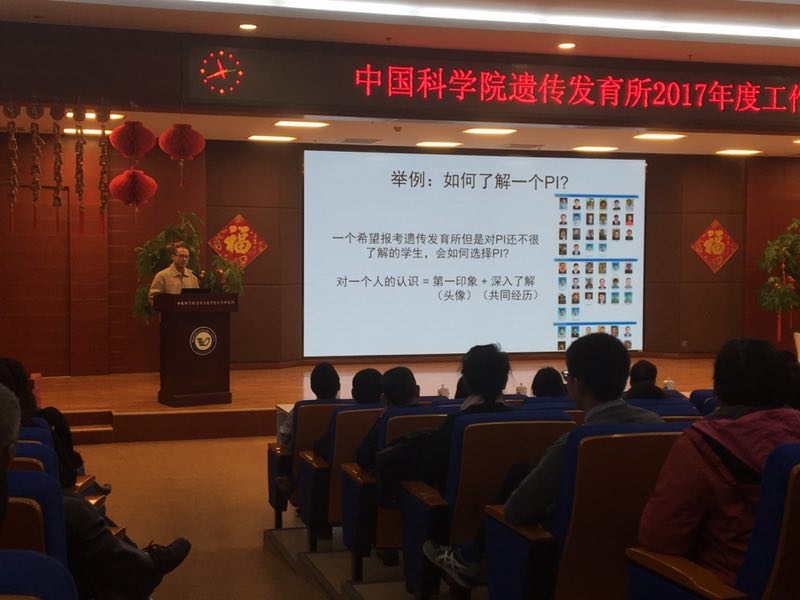 中国科学院遗传发育所2017年度工作
举例：如何了解一个PI?
一个希望报考遗传发育所但是对PI还不很
了解的学生，会如何选择PI?
对一个人的认识 = 第一印象 + 深入了解
（头像）（共同经历）
福
福